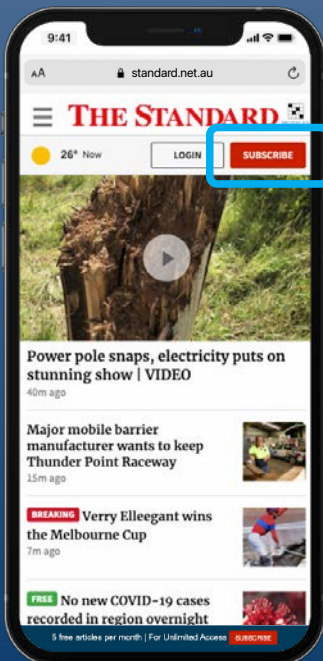 9:41
AA standard.net.au
THE STANDARD
26° Now LOGIN SUBSCRIBE
Power pole snaps, electricity puts on
stunning show | VIDEO
40m ago
Major mobile barrier
manufacturer wants to keep
Thunder Point Raceway
15m ago
BREAKING Verry Elleegant wins
the Melbourne Cup
7m ago
FREE No new COVID-19 cases
recorded in region overnight
5 free articles per month | For Unlimited Access SUBSCRIBE